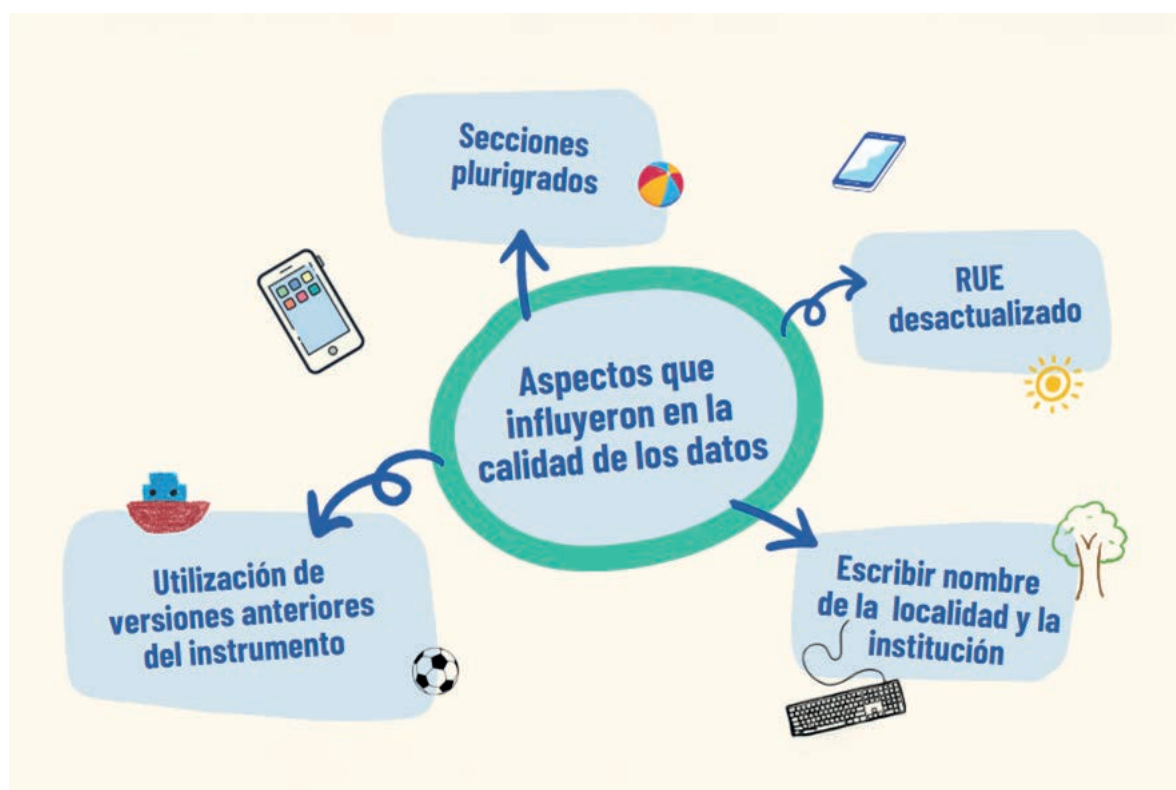 Secciones
plurigrados
RUE
desactualizado
Aspectos que
influyeron en la
calidad de los datos
Utilización de
versiones anteriores
del instrumento
Escribir nombre
de la localidad y la
institución